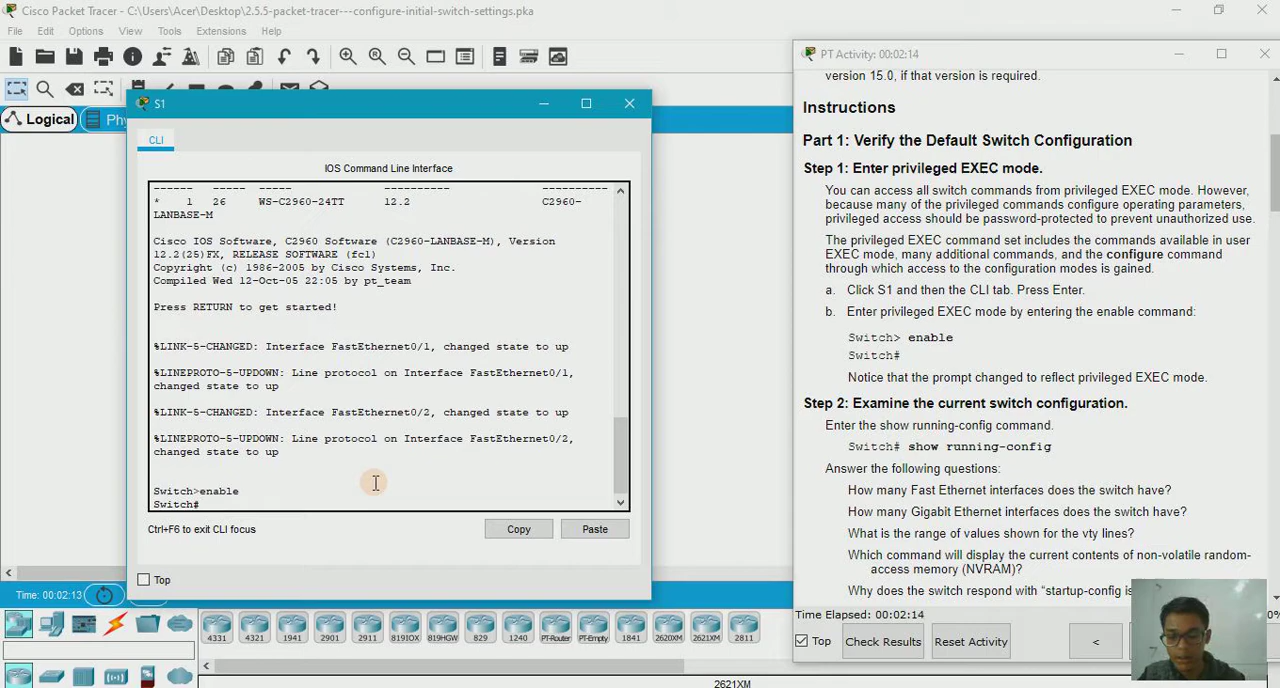 Cisco Packet Tracer - C:\Users\Acer\Desktop\2.5.5-packet-tracer---configure-initial-switch-settings.pka
File Edit Options View Tools Extensions Help
Logical
S1
CLI
IOS Command Line Interface
------ ----- ----- ---------- ----------
* 1 26 WS-C2960-24TT 12.2 C2960-
LANBASE-M
Cisco IOS Software, C2960 Software (C2960-LANBASE-M), Version
12.2(25)FX, RELEASE SOFTWARE (fc1)
Copyright (c) 1986-2005 by Cisco Systems, Inc.
Compiled Wed 12-Oct-05 22:05 by pt_team
Press RETURN to get started!
%LINK-5-CHANGED: Interface FastEthernet0/1, changed state to up
%LINEPROTO-5-UPDOWN: Line protocol on Interface FastEthernet0/1,
changed state to up
%LINK-5-CHANGED: Interface FastEthernet0/2, changed state to up
%LINEPROTO-5-UPDOWN: Line protocol on Interface FastEthernet0/2,
changed state to up
Switch>enable
Switch#
Ctrl+F6 to exit CLI focus
Copy
Paste
Top
Time: 00:02:13
4331 4321 1941 2901 2911 819IOX 819HGW 829 1240 PT-Router PT-Empty 1841 2620XM 2621XM 2811
2621XM
PT Activity: 00:02:14
version 15.0, if that version is required.
Instructions
Part 1: Verify the Default Switch Configuration
Step 1: Enter privileged EXEC mode.
You can access all switch commands from privileged EXEC mode. However,
because many of the privileged commands configure operating parameters,
privileged access should be password-protected to prevent unauthorized use.
The privileged EXEC command set includes the commands available in user
EXEC mode, many additional commands, and the configure command
through which access to the configuration modes is gained.
a. Click S1 and then the CLI tab. Press Enter.
b. Enter privileged EXEC mode by entering the enable command:
Switch> enable
Switch#
Notice that the prompt changed to reflect privileged EXEC mode.
Step 2: Examine the current switch configuration.
Enter the show running-config command.
Switch# show running-config
Answer the following questions:
How many Fast Ethernet interfaces does the switch have?
How many Gigabit Ethernet interfaces does the switch have?
What is the range of values shown for the vty lines?
Which command will display the current contents of non-volatile random-
access memory (NVRAM)?
Why does the switch respond with "startup-config is
Time Elapsed: 00:02:14
Top
Check Results
Reset Activity
<